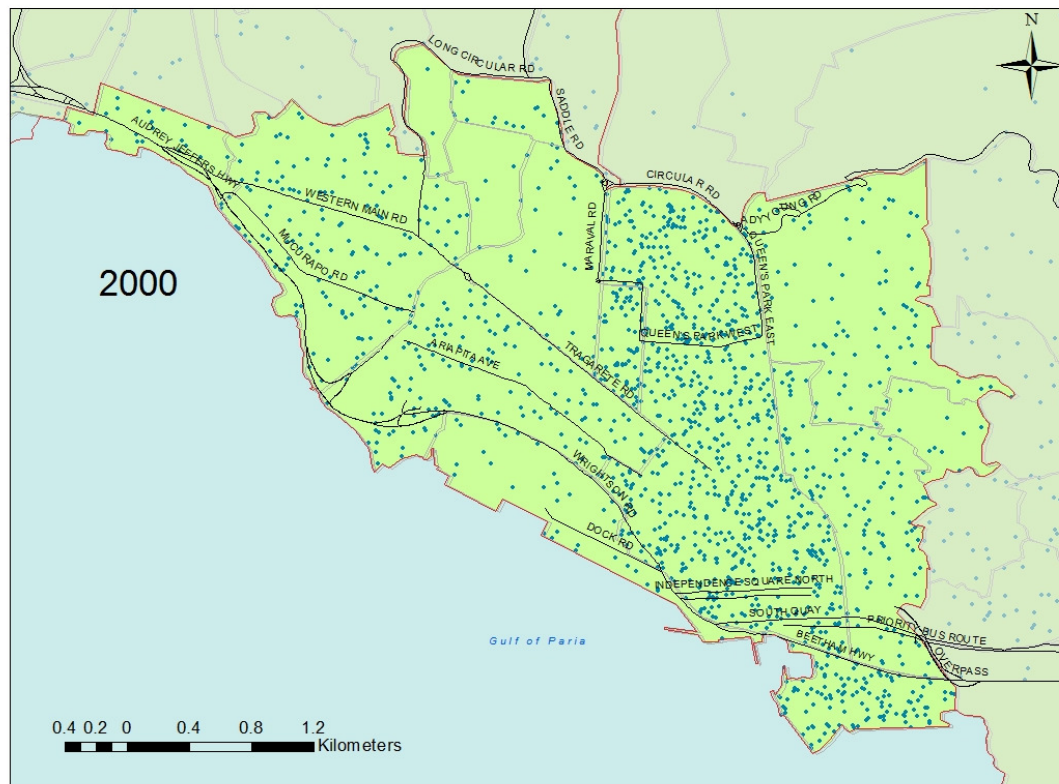 N
LONG CIRCULAR RD
SADDLE RD
AUDREY JEFFERS HWY
CIRCULAR RD
LADY YOUNG RD
WESTERN MAIN RD
MARAVAL RD
QUEEN'S PARK EAST
MUCURAPO RD
2000
QUEEN'S PARK WEST
ARIAPITA AVE
TRAGARETE RD
WRIGHTSON RD
DOCK RD
INDEPENDENCE SQUARE NORTH
SOUTH QUAY
PRIORITY BUS ROUTE
Gulf of Paria
BEETHAM HWY
OVERPASS
0.4 0.2 0 0.4 0.8 1.2
Kilometers